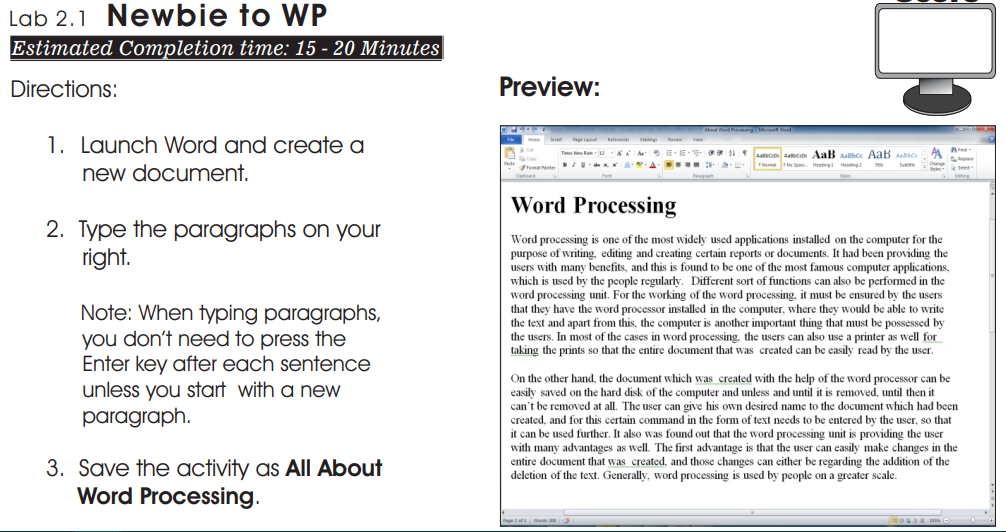 Lab 2.1 Newbie to WP
Estimated Completion time: 15 - 20 Minutes
Directions:
1. Launch Word and create a
new document.
2. Type the paragraphs on your
right.
Note: When typing paragraphs,
you don't need to press the
Enter key after each sentence
unless you start with a new
paragraph.
3. Save the activity as All About
Word Processing.
Preview:
About Word Processing - Microsoft Word
File Home Insert Page Layout References Mailings Review View
Cut
Copy
Paste Format Painter
Clipboard
Times New Rom 12
Font
Paragraph
AaBbCcDc AaBbCcDc AaB AaBbCc AaB AaBbCc
1 Normal 1 No Spaci... Heading 1 Heading 2 Title Subtitle
Change
Styles
Styles
Find
Replace
Select
Editing
Word Processing
Word processing is one of the most widely used applications installed on the computer for the
purpose of writing, editing and creating certain reports or documents. It had been providing the
users with many benefits, and this is found to be one of the most famous computer applications,
which is used by the people regularly. Different sort of functions can also be performed in the
word processing unit. For the working of the word processing, it must be ensured by the users
that they have the word processor installed in the computer, where they would be able to write
the text and apart from this, the computer is another important thing that must be possessed by
the users. In most of the cases in word processing, the users can also use a printer as well for
taking the prints so that the entire document that was created can be easily read by the user.
On the other hand, the document which was created with the help of the word processor can be
easily saved on the hard disk of the computer and unless and until it is removed, until then it
can't be removed at all. The user can give his own desired name to the document which had been
created, and for this certain command in the form of text needs to be entered by the user, so that
it can be used further. It also was found out that the word processing unit is providing the user
with many advantages as well. The first advantage is that the user can easily make changes in the
entire document that was created, and those changes can either be regarding the addition of the
deletion of the text. Generally, word processing is used by people on a greater scale.
Page 1 of 1 Words: 300